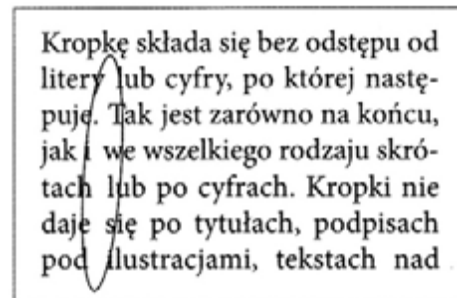 Kropkę składa się bez odstępu od
litery lub cyfry, po której nastę-
puje. Tak jest zarówno na końcu,
jak i we wszelkiego rodzaju skró-
tach lub po cyfrach. Kropki nie
daje się po tytułach, podpisach
pod ilustracjami, tekstach nad